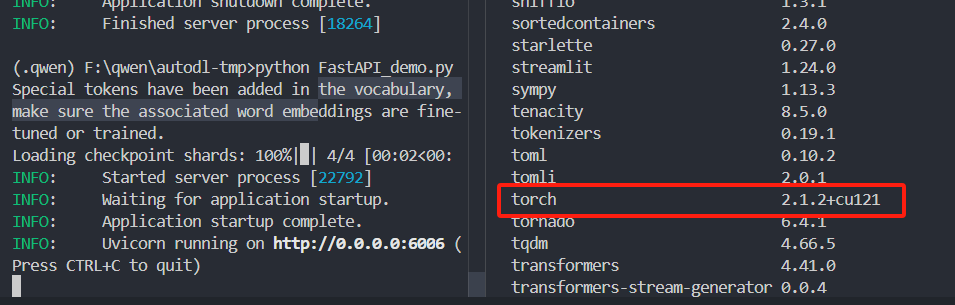 INFO:     Application shutdown complete.
INFO:     Finished server process [18264]
(.qwen) F:\qwen\autodl-tmp>python FastAPI_demo.py
Special tokens have been added in the vocabulary,
make sure the associated word embeddings are fine-
tuned or trained.
Loading checkpoint shards: 100%|█| 4/4 [00:02<00:
INFO:     Started server process [22792]
INFO:     Waiting for application startup.
INFO:     Application startup complete.
INFO:     Uvicorn running on http://0.0.0.0:6006 (
Press CTRL+C to quit)
shiftio 1.3.1
sortedcontainers 2.4.0
starlette 0.27.0
streamlit 1.24.0
sympy 1.13.3
tenacity 8.5.0
tokenizers 0.19.1
toml 0.10.2
tomli 2.0.1
torch 2.1.2+cu121
tornado 6.4.1
tqdm 4.66.5
transformers 4.41.0
transformers-stream-generator 0.0.4